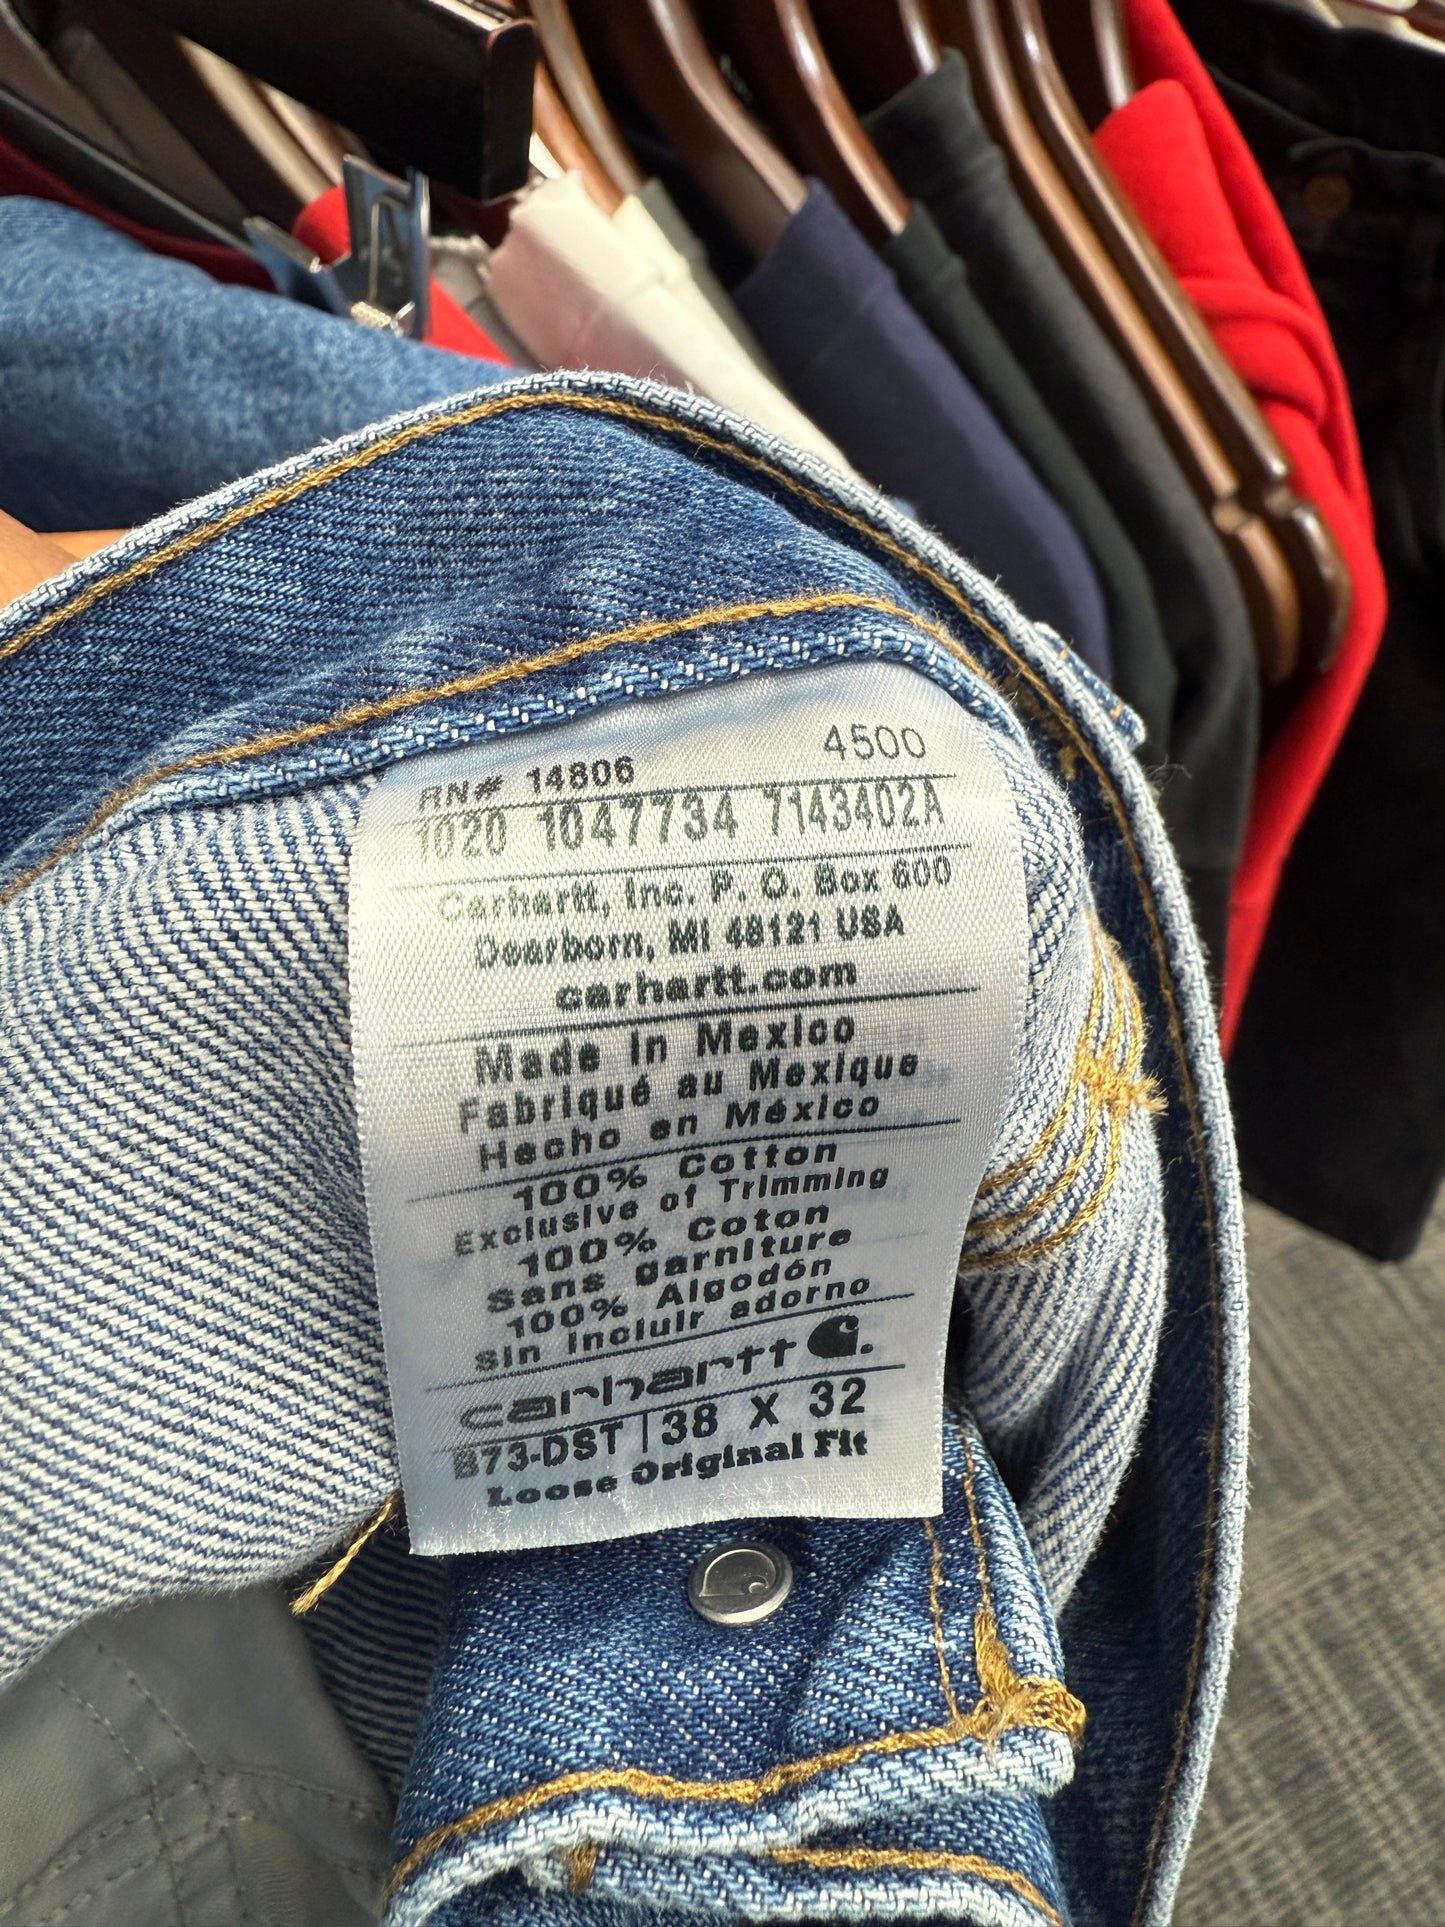 RN# 14806 4500
1020 1047734 7143402A
Carhartt, Inc. P. O. Box 600
Dearborn, MI 48121 USA
carhartt.com
Made in Mexico
Fabriqué au Mexique
Hecho en México
100% Cotton
Exclusive of Trimming
100% Coton
sans garniture
100% Algodón
sin incluir adorno
carhartt
B73-DST | 38 X 32
Loose Original Fit